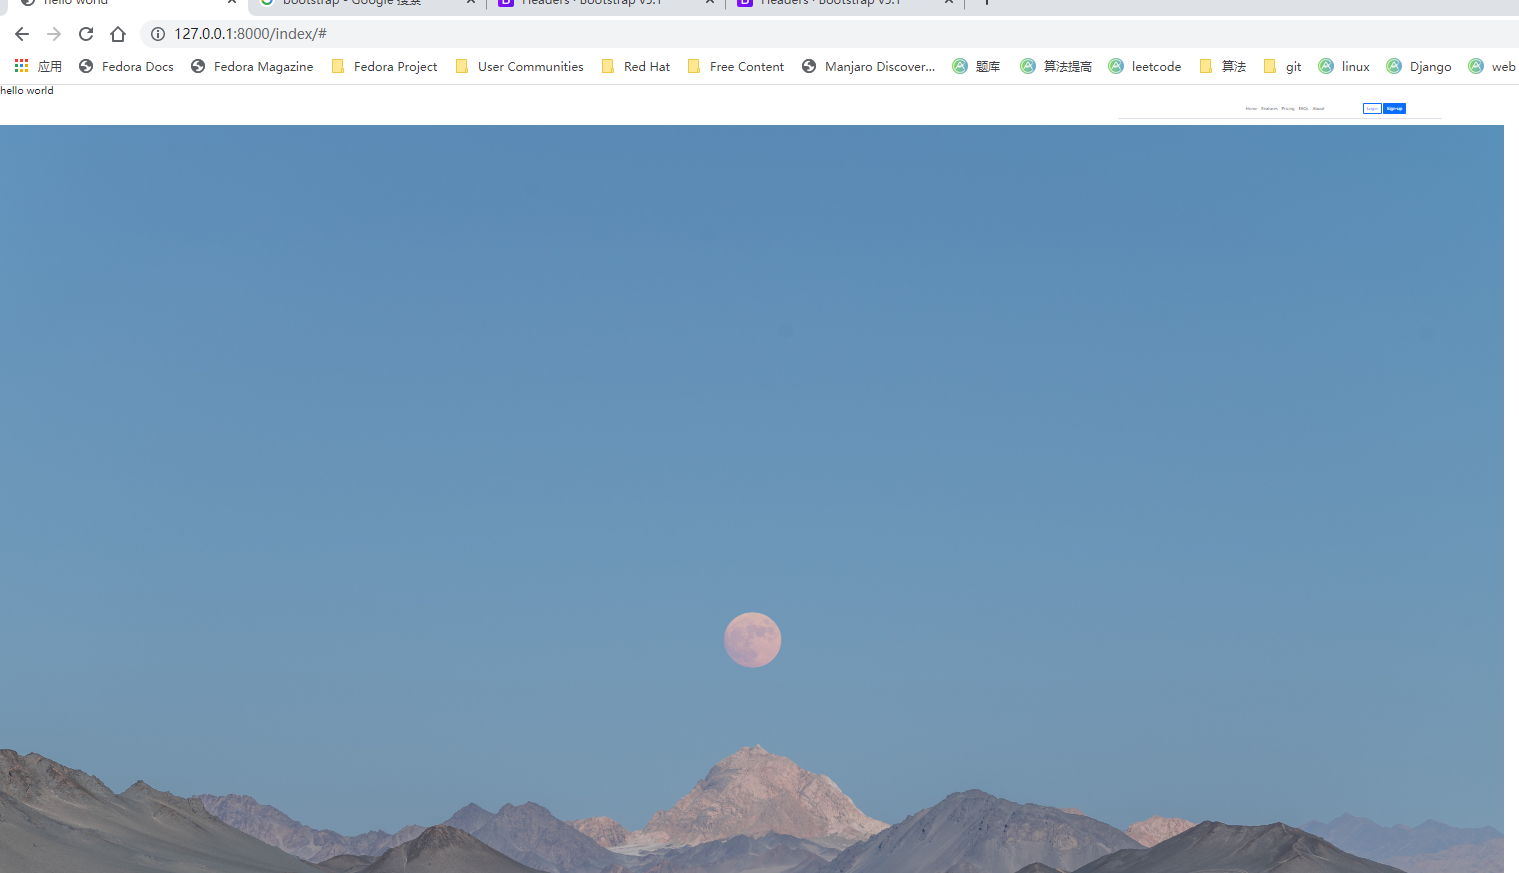 hello world
bootstrap - Google 搜索
Headers · Bootstrap v5.1
Headers · Bootstrap v5.1
127.0.0.1:8000/index/#
应用 Fedora Docs Fedora Magazine Fedora Project User Communities Red Hat Free Content Manjaro Discover... 题库 算法提高 leetcode 算法 git linux Django web
hello world
Home Features Pricing FAQs About Login Sign-up